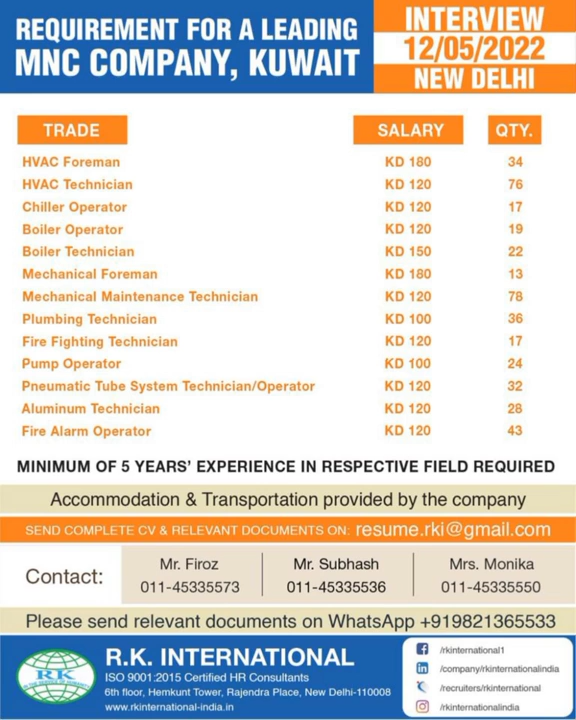 REQUIREMENT FOR A LEADING
MNC COMPANY, KUWAIT
INTERVIEW
12/05/2022
NEW DELHI
TRADE SALARY QTY.
HVAC Foreman KD 180 34
HVAC Technician KD 120 76
Chiller Operator KD 120 17
Boiler Operator KD 120 19
Boiler Technician KD 150 22
Mechanical Foreman KD 180 13
Mechanical Maintenance Technician KD 120 78
Plumbing Technician KD 100 36
Fire Fighting Technician KD 120 17
Pump Operator KD 100 24
Pneumatic Tube System Technician/Operator KD 120 32
Aluminum Technician KD 120 28
Fire Alarm Operator KD 120 43
MINIMUM OF 5 YEARS' EXPERIENCE IN RESPECTIVE FIELD REQUIRED
Accommodation & Transportation provided by the company
SEND COMPLETE CV & RELEVANT DOCUMENTS ON: resume.rki@gmail.com
Contact:
Mr. Firoz
011-45335573
Mr. Subhash
011-45335536
Mrs. Monika
011-45335550
Please send relevant documents on WhatsApp +919821365533
RK
R.K. INTERNATIONAL
ISO 9001:2015 Certified HR Consultants
6th floor, Hemkunt Tower, Rajendra Place, New Delhi-110008
www.rkinternational-india.in
/rkinternational1
/company/rkinternationalindia
/recruiters/rkinternational
/rkinternationalindia